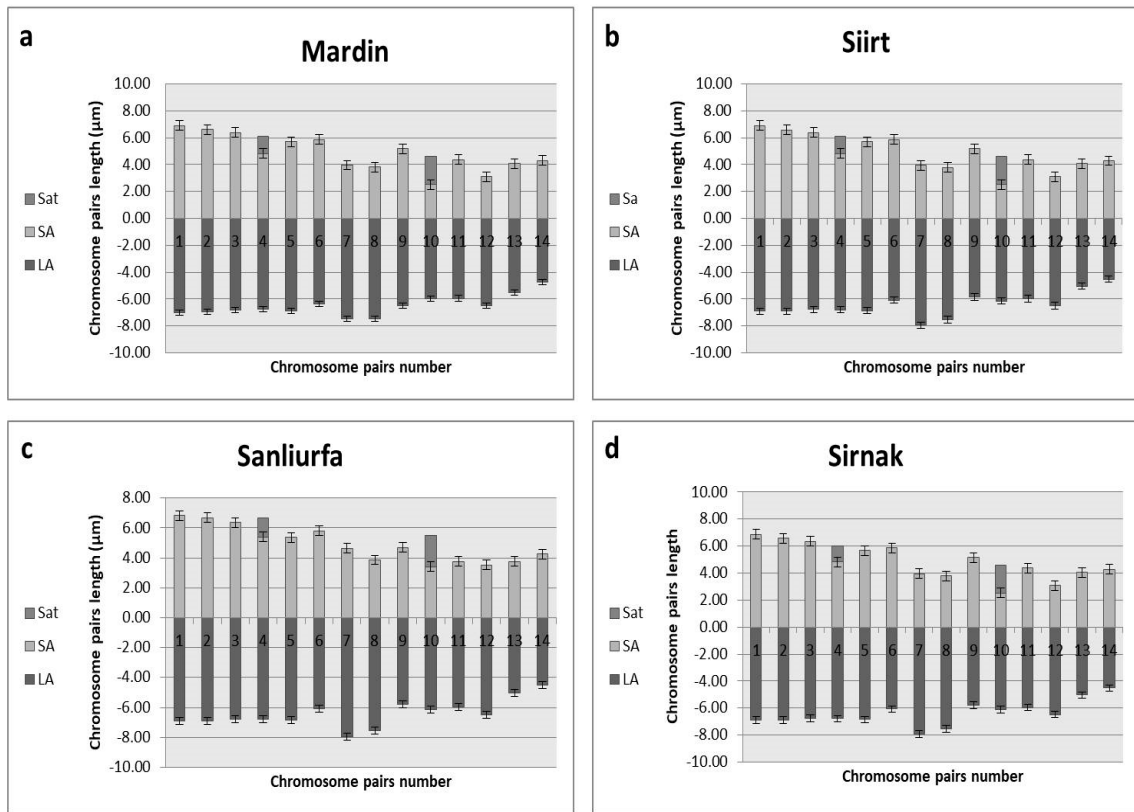 a
Mardin
Chromosome pairs length (µm)
10.00
8.00
6.00
4.00
2.00
0.00
-2.00
-4.00
-6.00
-8.00
-10.00
1 2 3 4 5 6 7 8 9 10 11 12 13 14
Sat
SA
LA
Chromosome pairs number
b
Siirt
Chromosome pairs length (µm)
10.00
8.00
6.00
4.00
2.00
0.00
-2.00
-4.00
-6.00
-8.00
-10.00
1 2 3 4 5 6 7 8 9 10 11 12 13 14
Sa
SA
LA
Chromosome pairs number
c
Sanliurfa
Chromosome pairs length (µm)
8.00
6.00
4.00
2.00
0.00
-2.00
-4.00
-6.00
-8.00
-10.00
1 2 3 4 5 6 7 8 9 10 11 12 13 14
Sat
SA
LA
Chromosome pairs number
d
Sirnak
Chromosome pairs length
10.00
8.00
6.00
4.00
2.00
0.00
-2.00
-4.00
-6.00
-8.00
-10.00
1 2 3 4 5 6 7 8 9 10 11 12 13 14
Sat
SA
LA
Chromosome pairs number